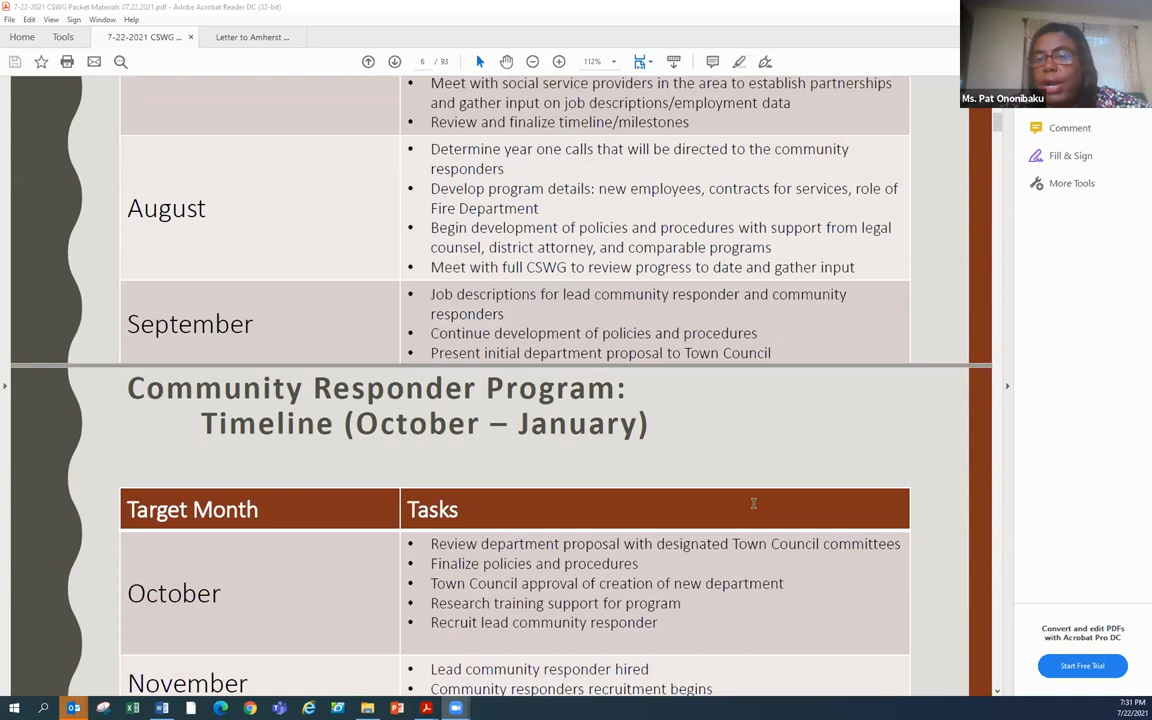 7-22-2021 CSWG Packet Materials 07.22.2021.pdf - Adobe Acrobat Reader DC (32-bit)
File Edit View Sign Window Help
Home Tools 7-22-2021 CSWG ... × Letter to Amherst ...
6 / 93 112%
Ms. Pat Ononibaku
Comment
Fill & Sign
More Tools
• Meet with social service providers in the area to establish partnerships
and gather input on job descriptions/employment data
• Review and finalize timeline/milestones
August
• Determine year one calls that will be directed to the community
responders
• Develop program details: new employees, contracts for services, role of
Fire Department
• Begin development of policies and procedures with support from legal
counsel, district attorney, and comparable programs
• Meet with full CSWG to review progress to date and gather input
September
• Job descriptions for lead community responder and community
responders
• Continue development of policies and procedures
• Present initial department proposal to Town Council
Community Responder Program:
Timeline (October – January)
Target Month Tasks
October
• Review department proposal with designated Town Council committees
• Finalize policies and procedures
• Town Council approval of creation of new department
• Research training support for program
• Recruit lead community responder
November
• Lead community responder hired
• Community responders recruitment begins
Convert and edit PDFs
with Acrobat Pro DC
Start Free Trial
7:31 PM
7/22/2021